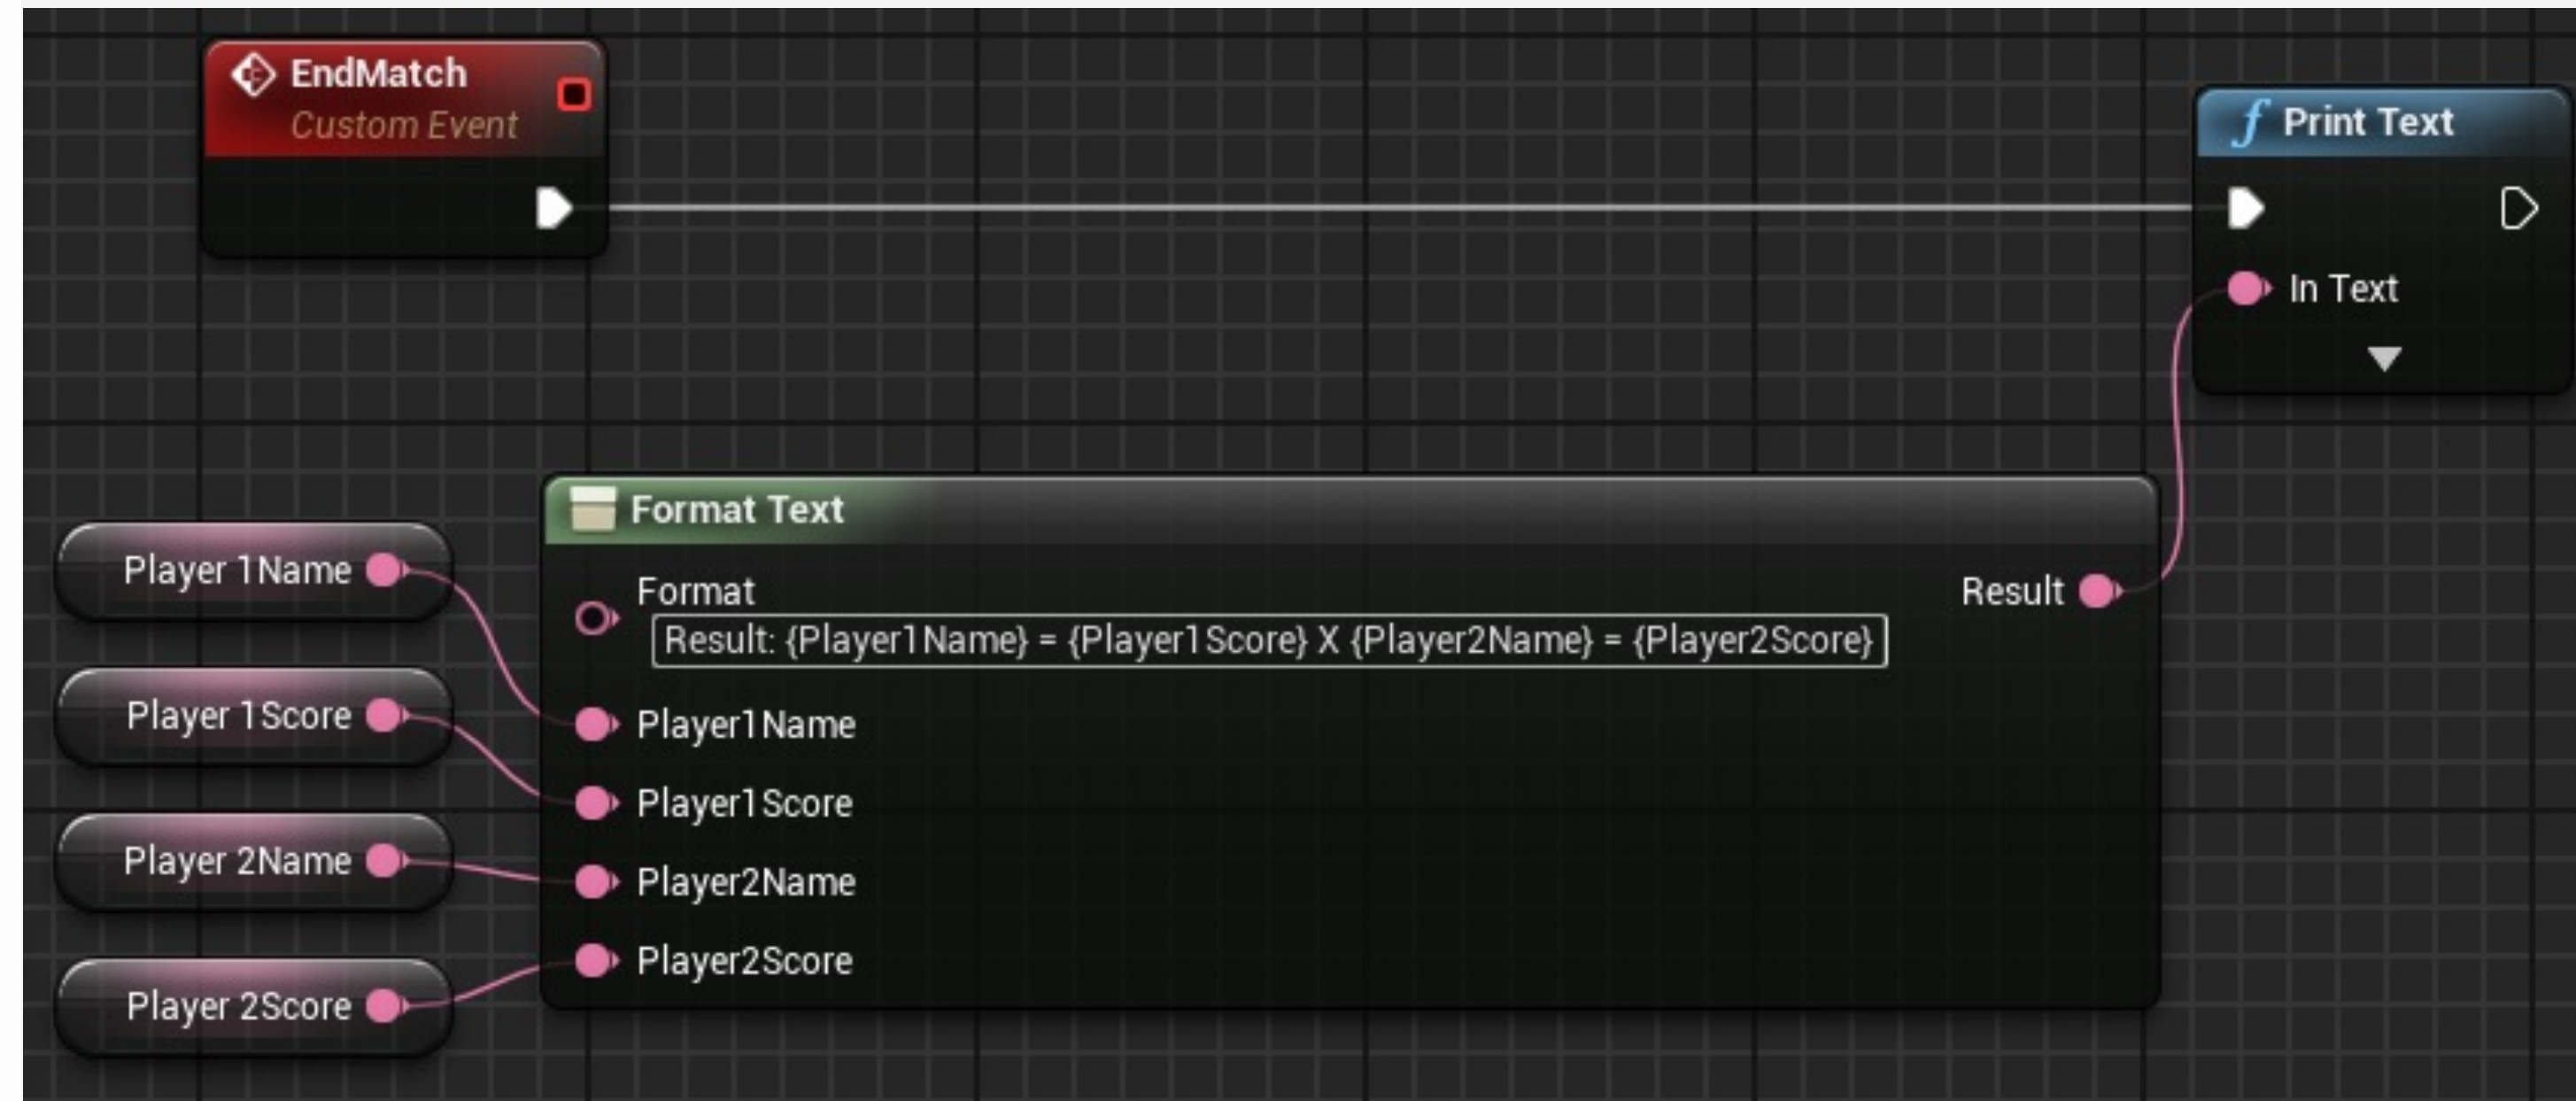 EndMatch
Custom Event
Print Text
In Text
Format Text
Player 1Name
Player 1Score
Player 2Name
Player 2Score
Format
Result: {Player1Name} = {Player1Score} X {Player2Name} = {Player2Score}
Result
Player1Name
Player1Score
Player2Name
Player2Score